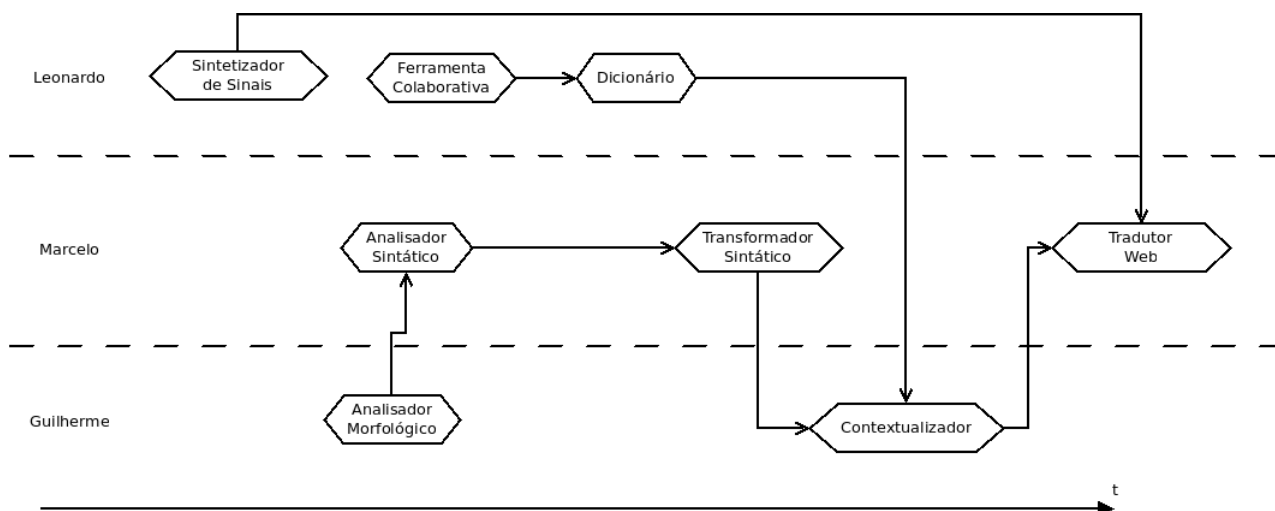 Leonardo
Sintetizador
de Sinais
Ferramenta
Colaborativa
Dicionário
Marcelo
Analisador
Sintático
Transformador
Sintático
Tradutor
Web
Guilherme
Analisador
Morfológico
Contextualizador
t